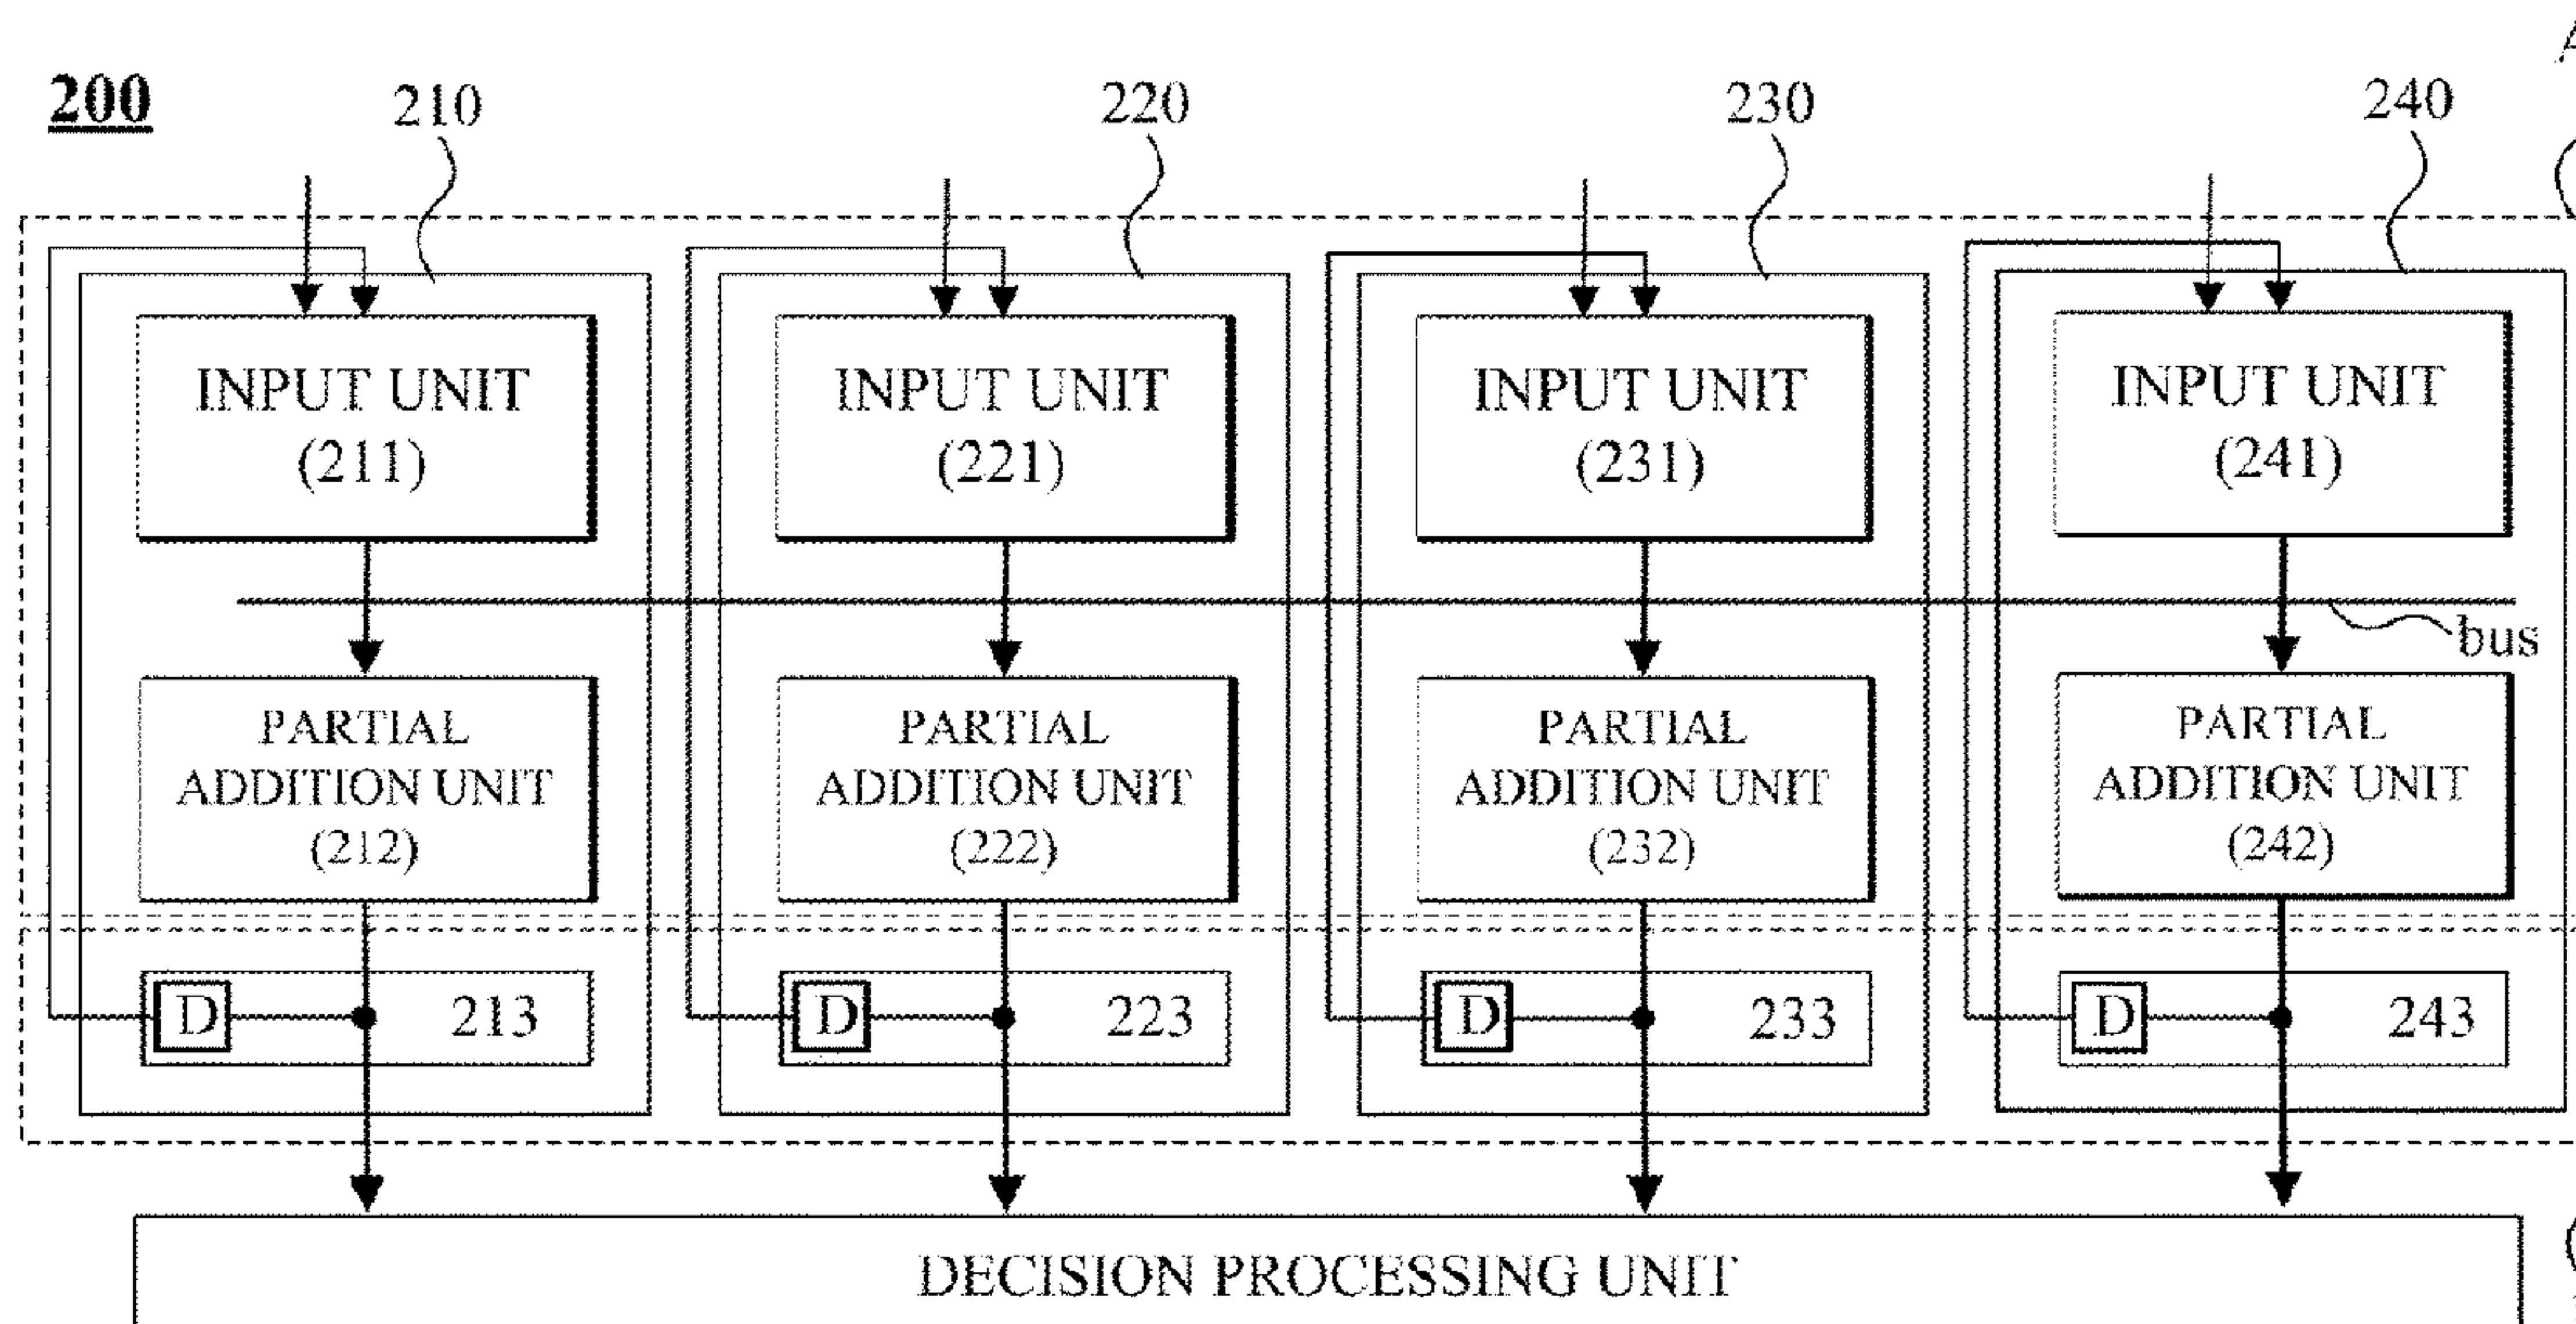 200
210
220
230
240
INPUT UNIT
(211)
INPUT UNIT
(221)
INPUT UNIT
(231)
INPUT UNIT
(241)
bus
PARTIAL
ADDITION UNIT
(212)
PARTIAL
ADDITION UNIT
(222)
PARTIAL
ADDITION UNIT
(232)
PARTIAL
ADDITION UNIT
(242)
D 213
D 223
D 233
D 243
DECISION PROCESSING UNIT